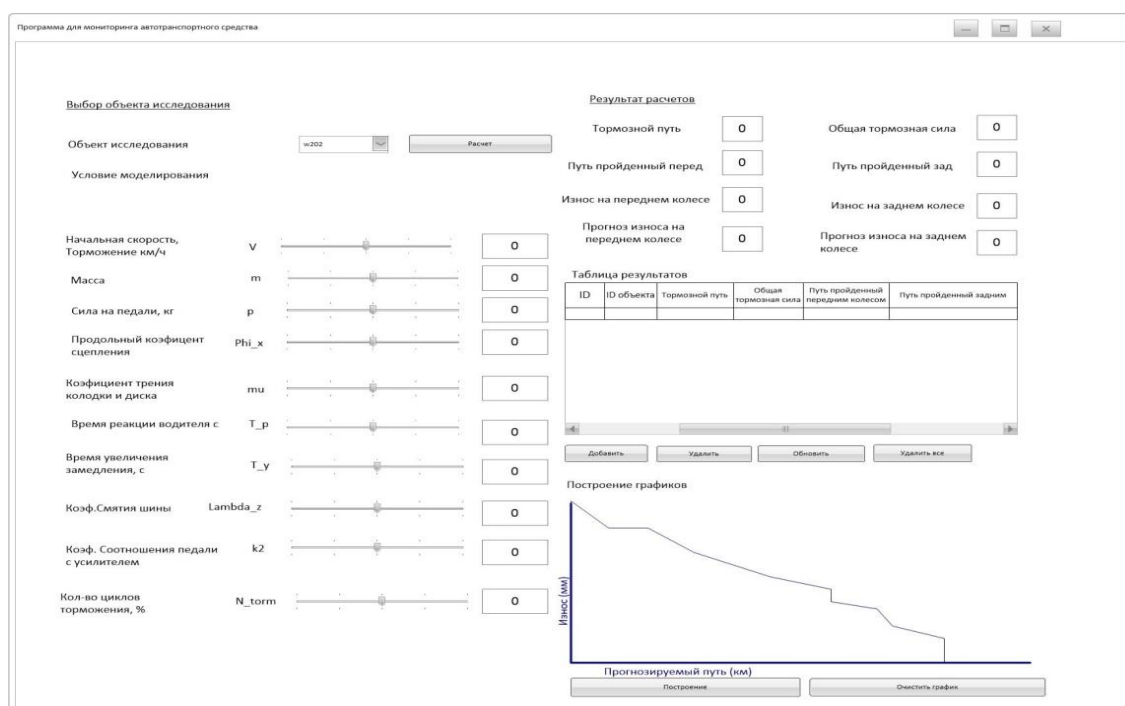 Программа для мониторинга автотранспортного средства
Выбор объекта исследования
Объект исследования
w202
Расчет
Условие моделирования
Начальная скорость,
Торможение км/ч
V
0
Масса
m
0
Сила на педали, кг
p
0
Продольный коэфицент
сцепления
Phi_x
0
Коэфициент трения
колодки и диска
mu
0
Время реакции водителя с
T_p
0
Время увеличения
замедления, с
T_y
0
Коэф.Смятия шины
Lambda_z
0
Коэф. Соотношения педали
с усилителем
k2
0
Кол-во циклов
торможения, %
N_torm
0
Результат расчетов
Тормозной путь
0
Общая тормозная сила
0
Путь пройденный перед
0
Путь пройденный зад
0
Износ на переднем колесе
0
Износ на заднем колесе
0
Прогноз износа на
переднем колесе
0
Прогноз износа на заднем
колесе
0
Таблица результатов
ID
ID объекта
Тормозной путь
Общая
тормозная сила
Путь пройденный
передним колесом
Путь пройденный задним
Добавить
Удалить
Обновить
Удалить все
Построение графиков
Износ (мм)
Прогнозируемый путь (км)
Построение
Очистить график